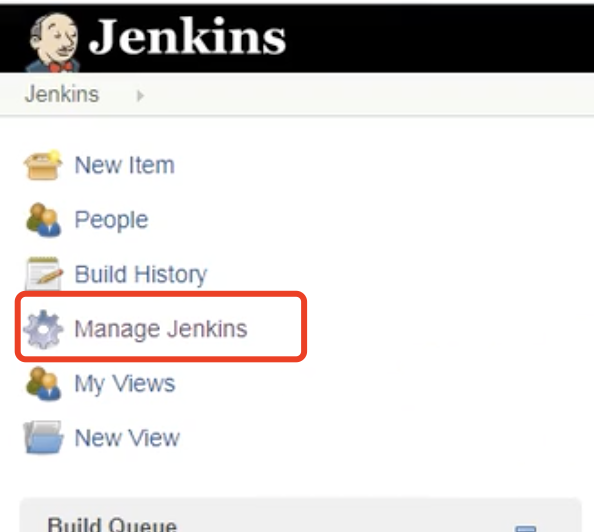 Jenkins
Jenkins
New Item
People
Build History
Manage Jenkins
My Views
New View
Build Queue